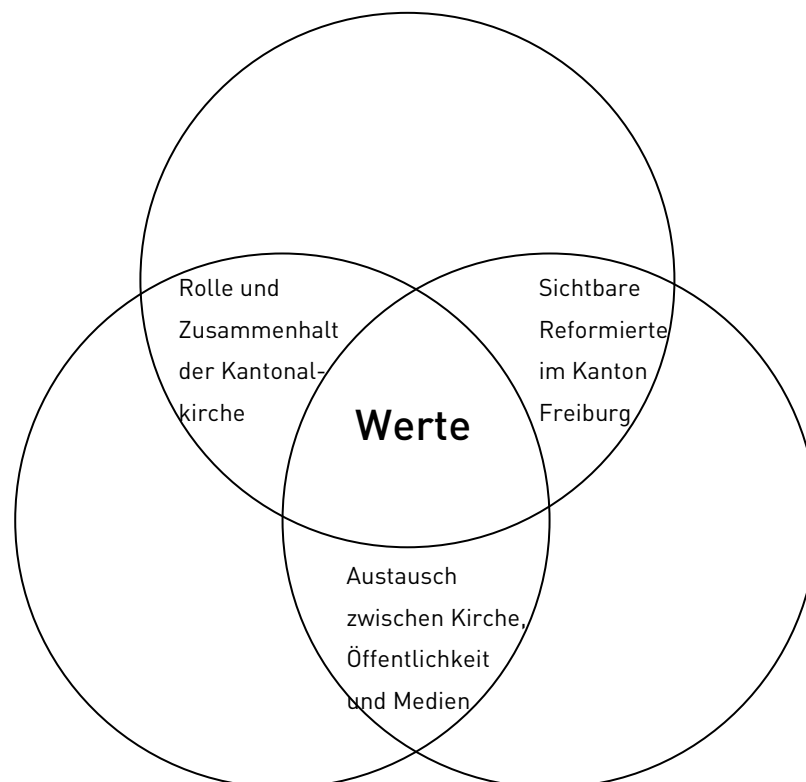 Rolle und
Zusammenhalt
der Kantonal-
kirche
Sichtbare
Reformierte
im Kanton
Freiburg
Werte
Austausch
zwischen Kirche,
Öffentlichkeit
und Medien